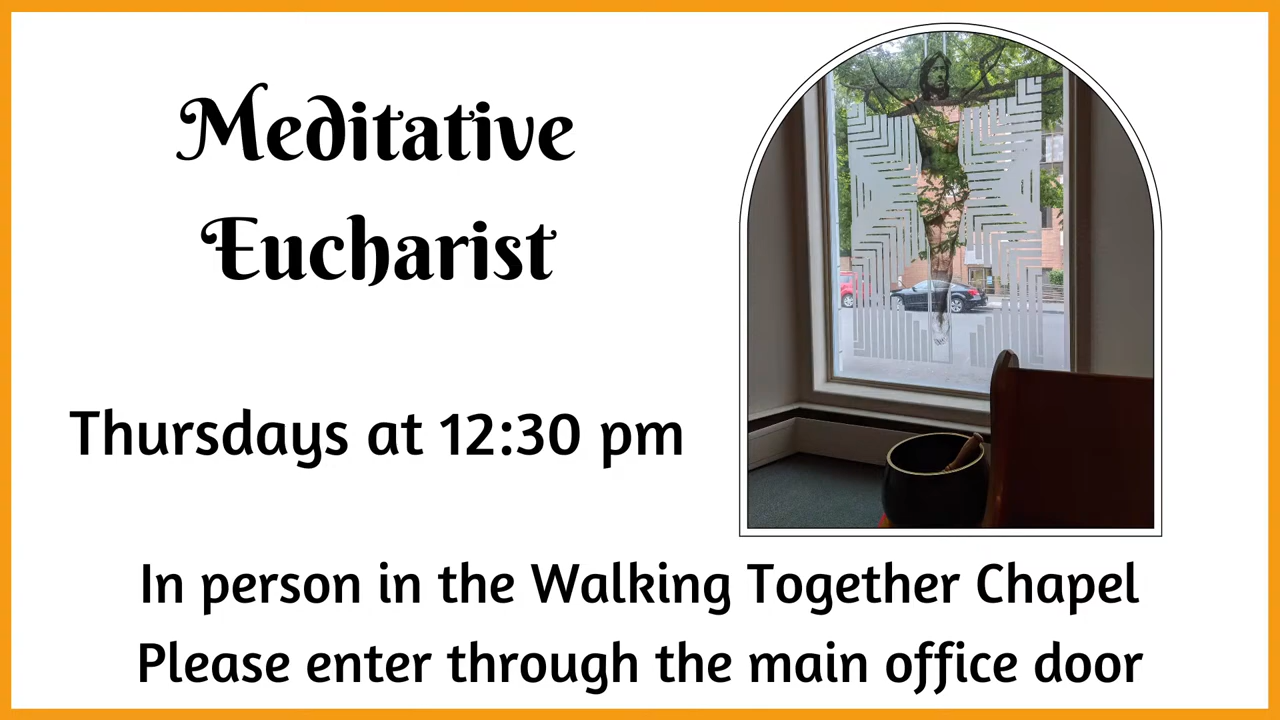 Meditative
Eucharist
Thursdays at 12:30 pm
In person in the Walking Together Chapel
Please enter through the main office door